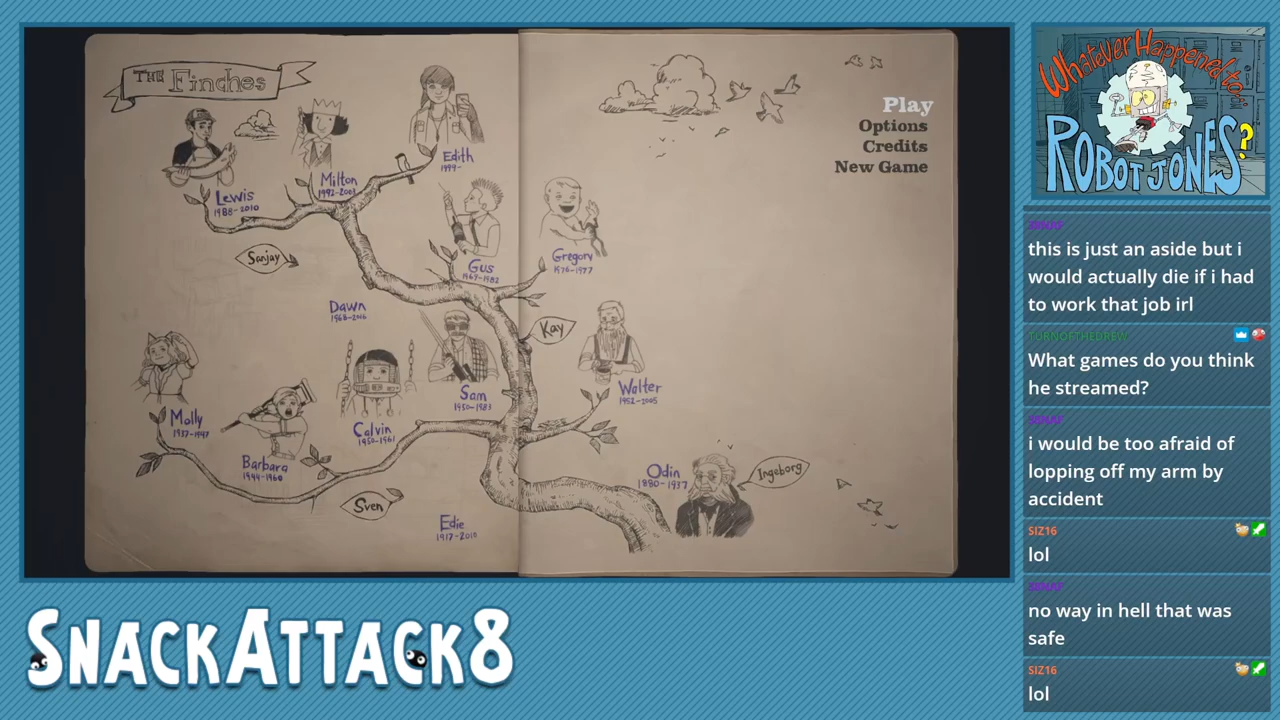 THE Finches
Play
Options
Credits
New Game
Edith
1999-
Milton
1992-2003
Lewis
1988-2010
Sanjay
Gus
1969-1982
Gregory
1976-1977
Dawn
1968-2016
Kay
Sam
1950-1983
Walter
1952-2005
Calvin
1950-1961
Molly
1937-1947
Barbara
1944-1960
Odin
1880-1937
Ingeborg
Sven
Edie
1917-2010
SNACKATTACK8
Whatever Happened to...
ROBOT JONES?
this is just an aside but i
would actually die if i had
to work that job irl
TURNOFTHEDREW
What games do you think
he streamed?
i would be too afraid of
lopping off my arm by
accident
SIZ16
lol
no way in hell that was
safe
SIZ16
lol